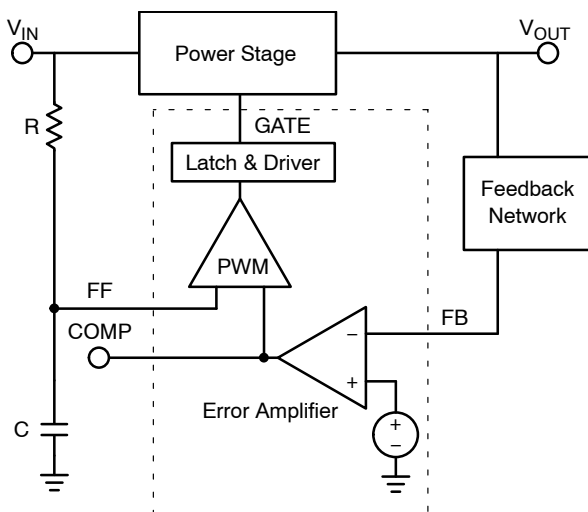 VIN
Power Stage
VOUT
R
GATE
Latch & Driver
Feedback
Network
PWM
FF
FB
COMP
−
+
Error Amplifier
+
−
C